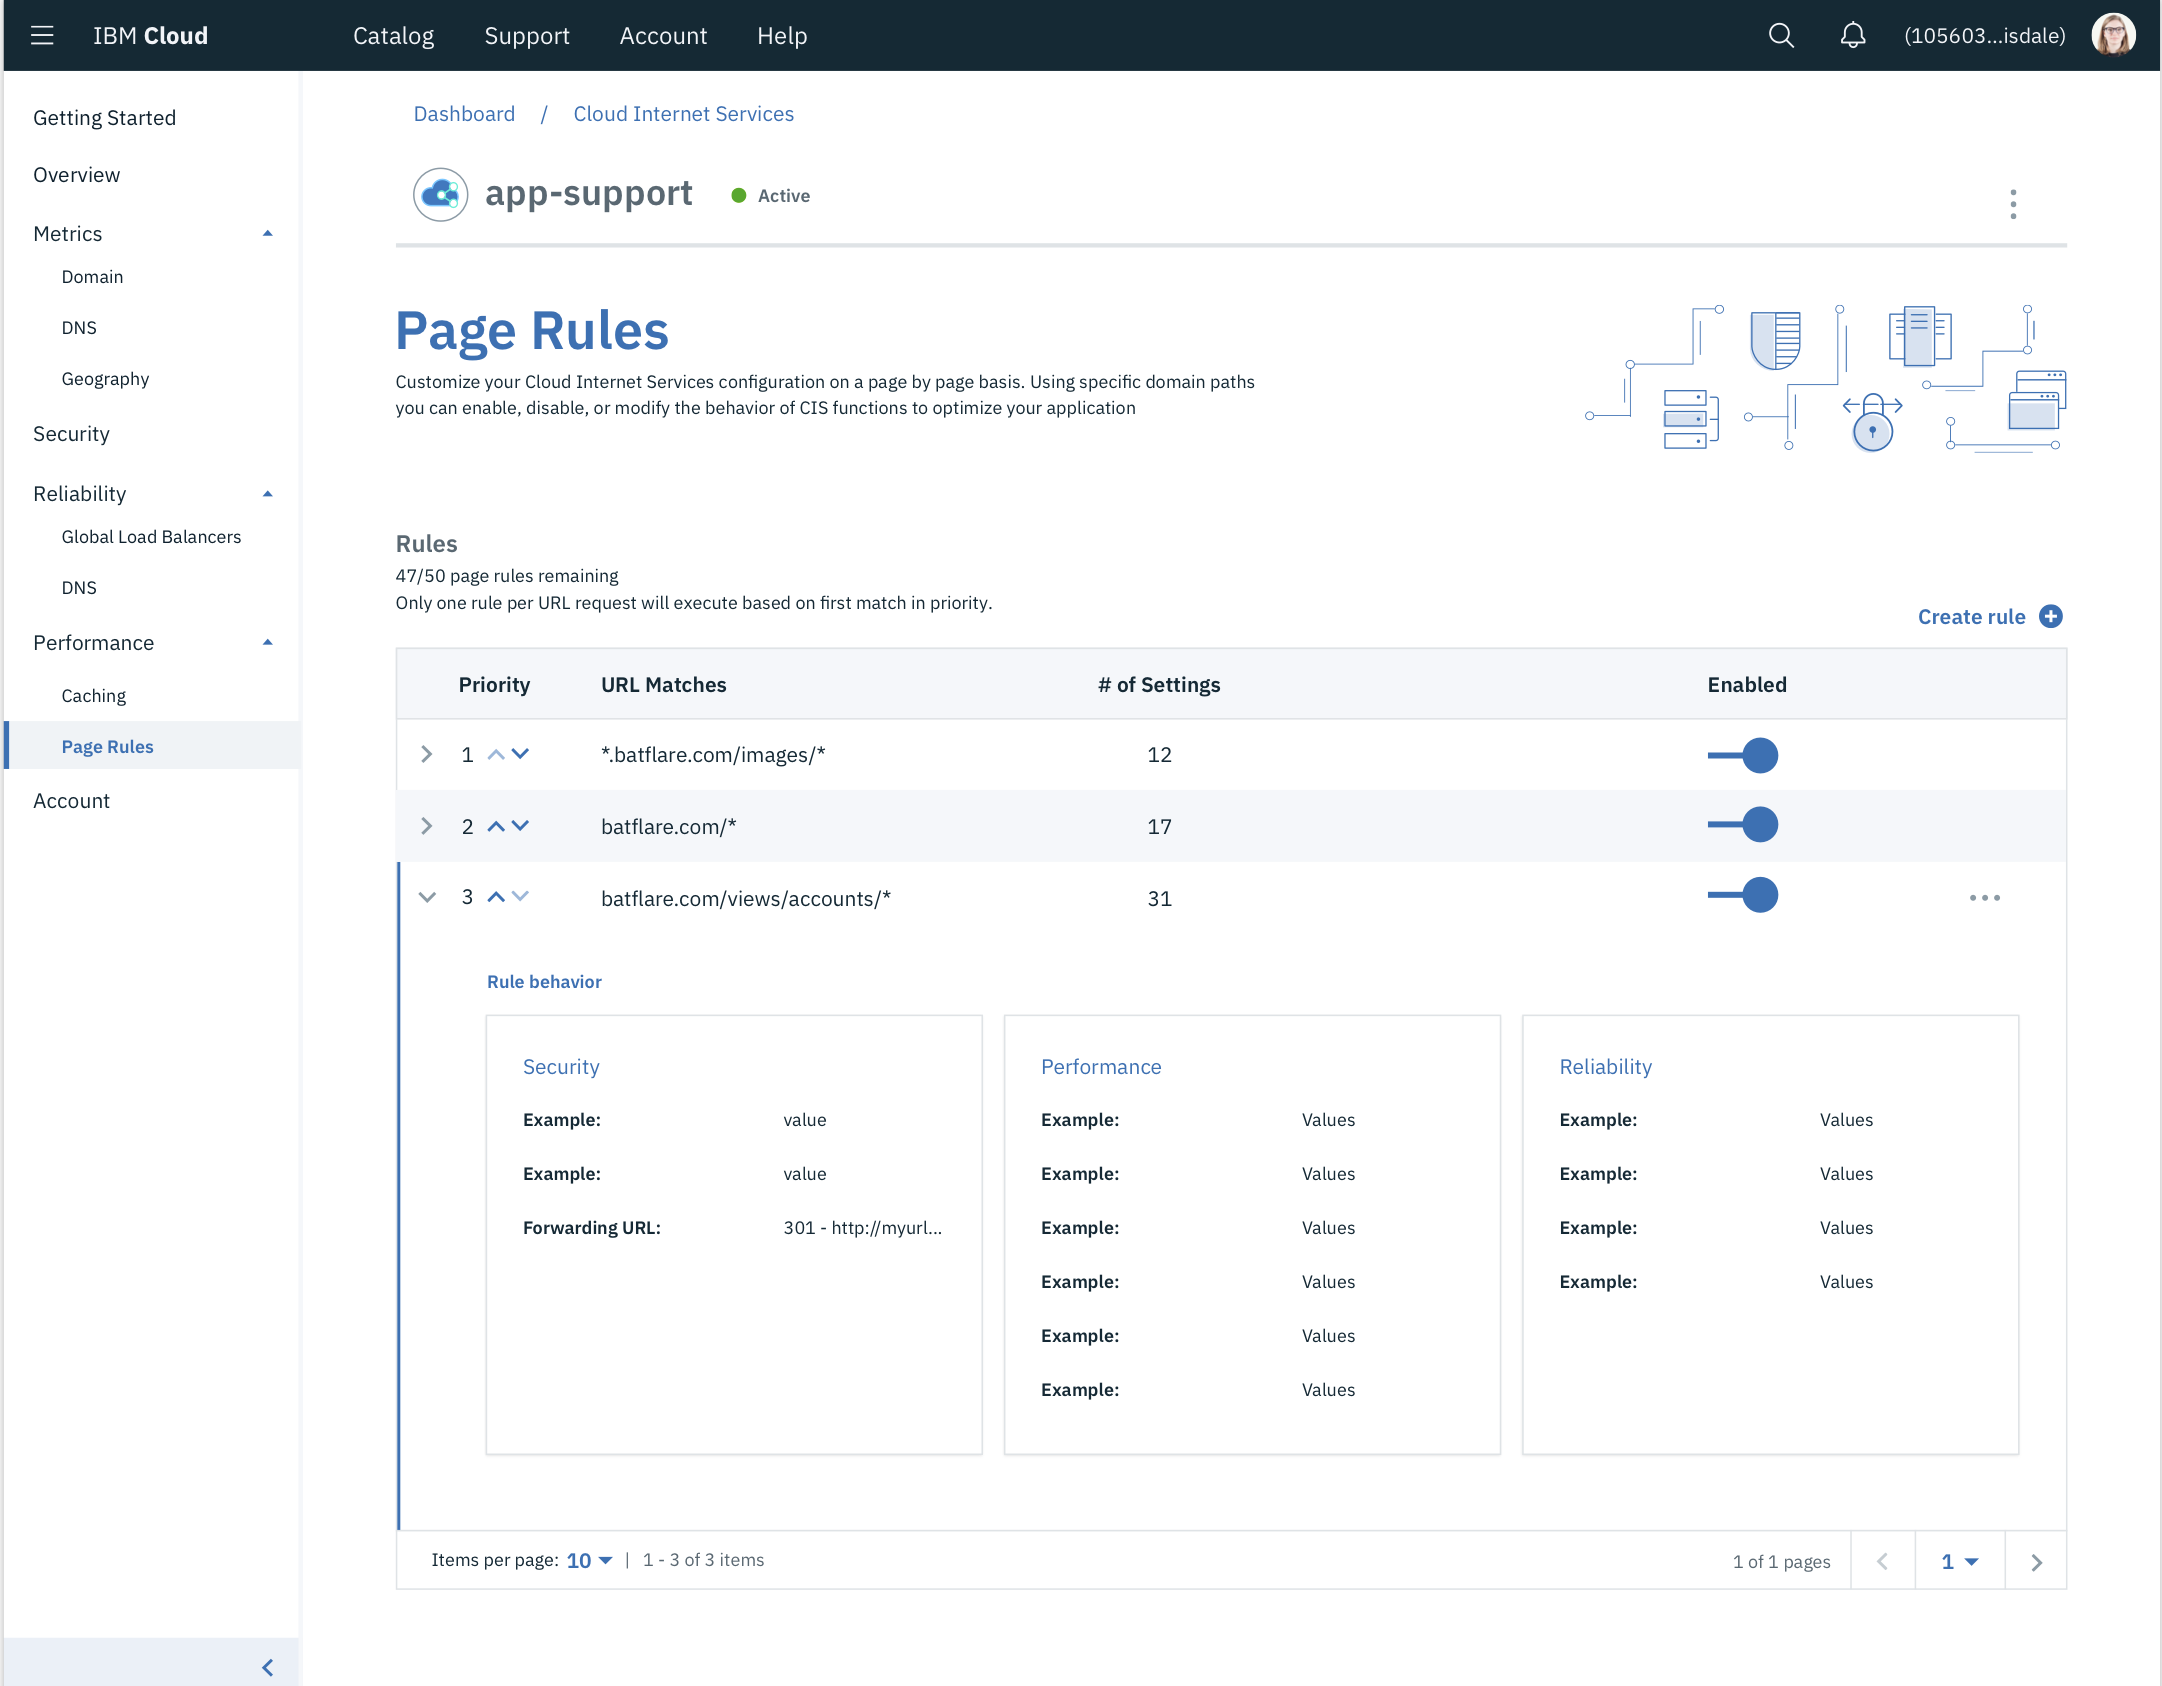 IBM Cloud
Catalog
Support
Account
Help
(105603...isdale)
Getting Started
Overview
Metrics
Domain
DNS
Geography
Security
Reliability
Global Load Balancers
DNS
Performance
Caching
Page Rules
Account
Dashboard / Cloud Internet Services
app-support
Active
Page Rules
Customize your Cloud Internet Services configuration on a page by page basis. Using specific domain paths
you can enable, disable, or modify the behavior of CIS functions to optimize your application
Rules
47/50 page rules remaining
Only one rule per URL request will execute based on first match in priority.
Create rule
Priority URL Matches # of Settings Enabled
1 *.batflare.com/images/* 12
2 batflare.com/* 17
3 batflare.com/views/accounts/* 31
Rule behavior
Security
Example: value
Example: value
Forwarding URL: 301 - http://myurl...
Performance
Example: Values
Example: Values
Example: Values
Example: Values
Example: Values
Example: Values
Reliability
Example: Values
Example: Values
Example: Values
Example: Values
Items per page: 10 | 1 - 3 of 3 items
1 of 1 pages
1